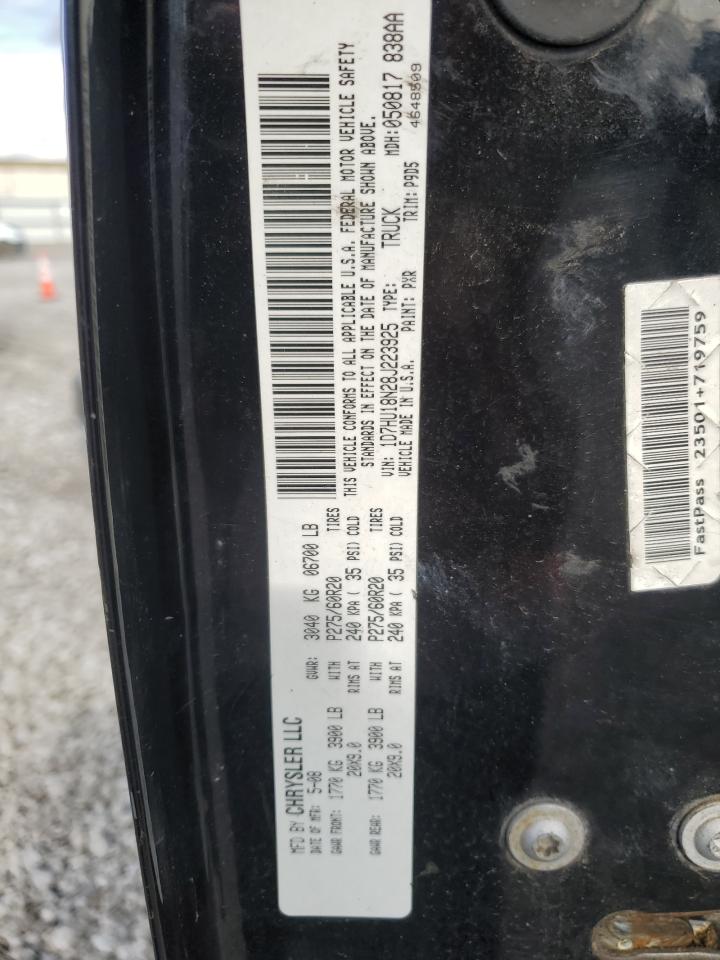 MFD BY CHRYSLER LLC
DATE OF MFR: 5-08 GVWR: 3040 KG 06700 LB
GAWR FRONT: 1770 KG 3900 LB WITH P275/60R20 TIRES
20X9.0 RIMS AT 240 KPA ( 35 PSI) COLD
GAWR REAR: 1770 KG 3900 LB WITH P275/60R20 TIRES
20X9.0 RIMS AT 240 KPA ( 35 PSI) COLD
THIS VEHICLE CONFORMS TO ALL APPLICABLE U.S.A. FEDERAL MOTOR VEHICLE SAFETY
STANDARDS IN EFFECT ON THE DATE OF MANUFACTURE SHOWN ABOVE.
VIN: 1D7HU18N28J223925 TYPE: TRUCK MDH:050817 838AA
VEHICLE MADE IN U.S.A. PAINT: PXR TRIM: P9D5 4648509
FastPass 23501+719759